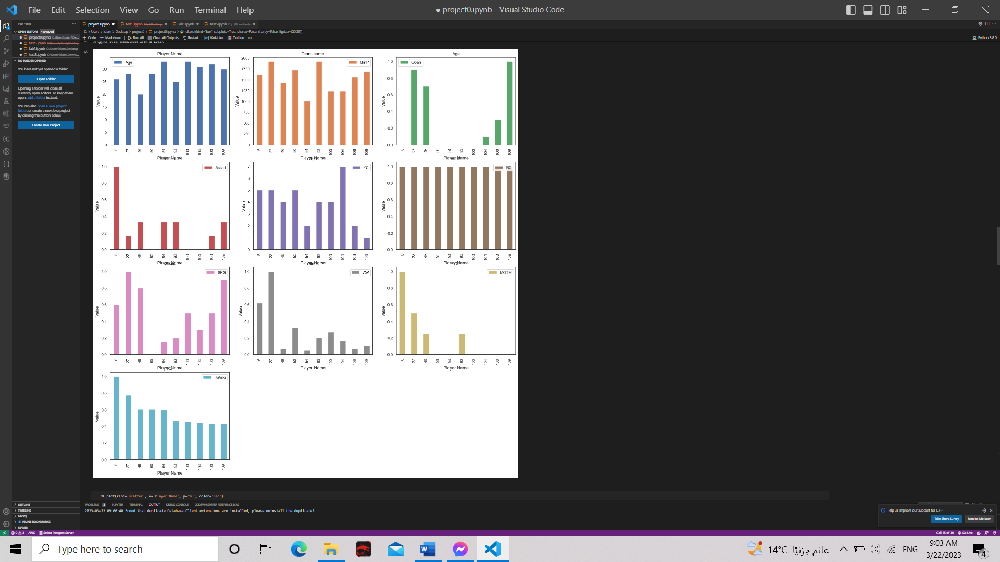 File Edit Selection View Go Run Terminal Help
● project0.ipynb - Visual Studio Code
EXPLORER
project0.ipynb
test5.ipynb C:\...\Desktop
lab1.ipynb
test5.ipynb C:\...\Downloads
OPEN EDITORS 4 unsaved
project0.ipynb C:\Users\islam\De...
test5.ipynb C:\Users\islam\Desktop
lab1.ipynb C:\Users\islam\Desktop
test5.ipynb C:\Users\islam\Downl...
C: > Users > islam > Desktop > project0 > project0.ipynb > df.plot(kind='box', subplots=True, sharex=False, sharey=False, figsize=(20,20))
+ Code + Markdown Run All Clear All Outputs Restart Variables Outline ...
Python 3.8.0
NO FOLDER OPENED
You have not yet opened a folder.
Open Folder
Opening a folder will close all
currently open editors. To keep them
open, add a folder instead.
You can also open a Java project
folder, or create a new Java project
by clicking the button below.
Create Java Project
<Figure size 2000x2000 with 0 Axes>
Player Name
Age
Value
0 5 10 15 20 25 30
6 27 46 50 54 93 100 104 108 109
Player Name
Team-name
MinP
Value
0 250 500 750 1000 1250 1500 1750 2000
6 27 46 50 54 93 100 104 108 109
Player Name
Age
Goals
Value
0.0 0.2 0.4 0.6 0.8 1.0
6 27 46 50 54 93 100 104 108 109
Player Name
Position
Assist
Value
0.0 0.2 0.4 0.6 0.8 1.0
6 27 46 50 54 93 100 104 108 109
Player Name
App
YC
Value
0 1 2 3 4 5 6 7
6 27 46 50 54 93 100 104 108 109
Player Name
MinP
RC
Value
0.0 0.2 0.4 0.6 0.8 1.0
6 27 46 50 54 93 100 104 108 109
Player Name
Goals
SPG
Value
0.0 0.2 0.4 0.6 0.8 1.0
6 27 46 50 54 93 100 104 108 109
Player Name
Assist
AW
Value
0.0 0.2 0.4 0.6 0.8 1.0
6 27 46 50 54 93 100 104 108 109
Player Name
YC
MOTM
Value
0.0 0.2 0.4 0.6 0.8 1.0
6 27 46 50 54 93 100 104 108 109
Player Name
RC
Rating
Value
0.0 0.2 0.4 0.6 0.8 1.0
6 27 46 50 54 93 100 104 108 109
Player Name
df.plot(kind='scatter', x='Player Name', y='YC', color='red')
OUTLINE
TIMELINE
MYSQL
INLINE BOOKMARKS
MAVEN
PROBLEMS 3 JUPYTER TERMINAL OUTPUT DEBUG CONSOLE CODEWHISPERER REFERENCE LOG
2023-03-22 09:00:40 Found that duplicate Database Client extensions are installed, please uninstall the duplicate!
Help us improve our support for C++
Take Short Survey
Remind Me later
0 3 AWS Select Postgres Server
Cell 15 of 30 Go Live
Type here to search
14°C غائم جزئيًا
ENG
9:03 AM
3/22/2023
4